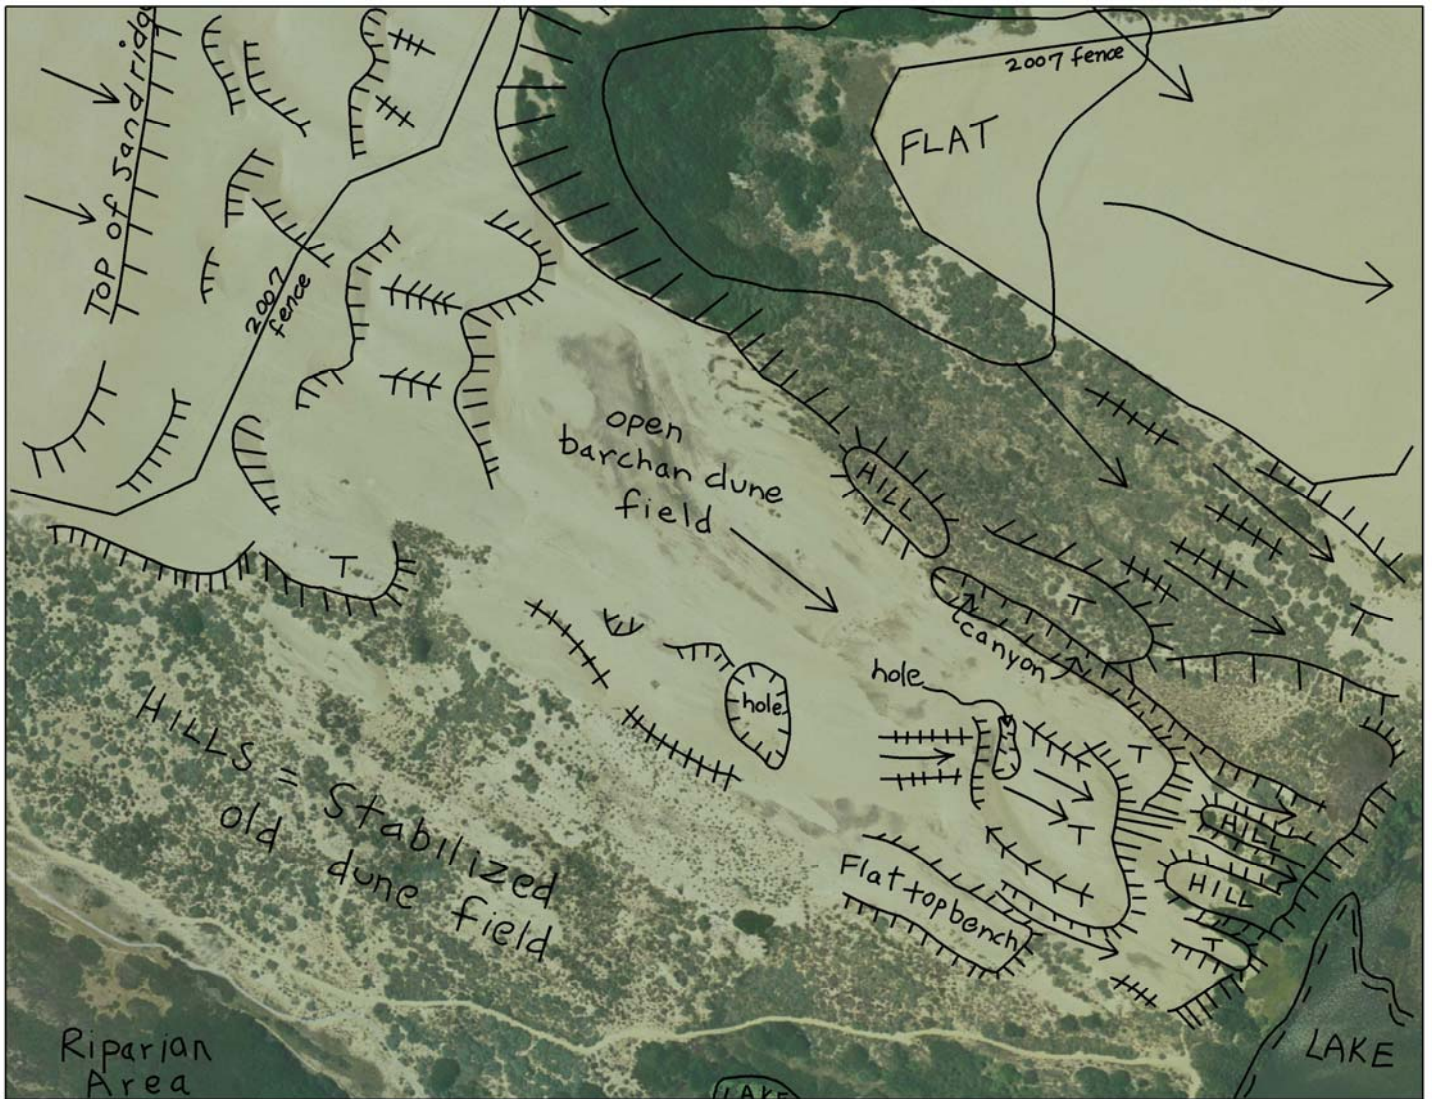 Top of Sandridge
2007 fence
FLAT
2007
fence
open
barchan dune
field
HILL
T
T
canyon
T
hole
hole
T
T
HILLS = Stabilized
old dune field
HILL
Flat top bench
HILL
T
Riparian
Area
LAKE
LAKE